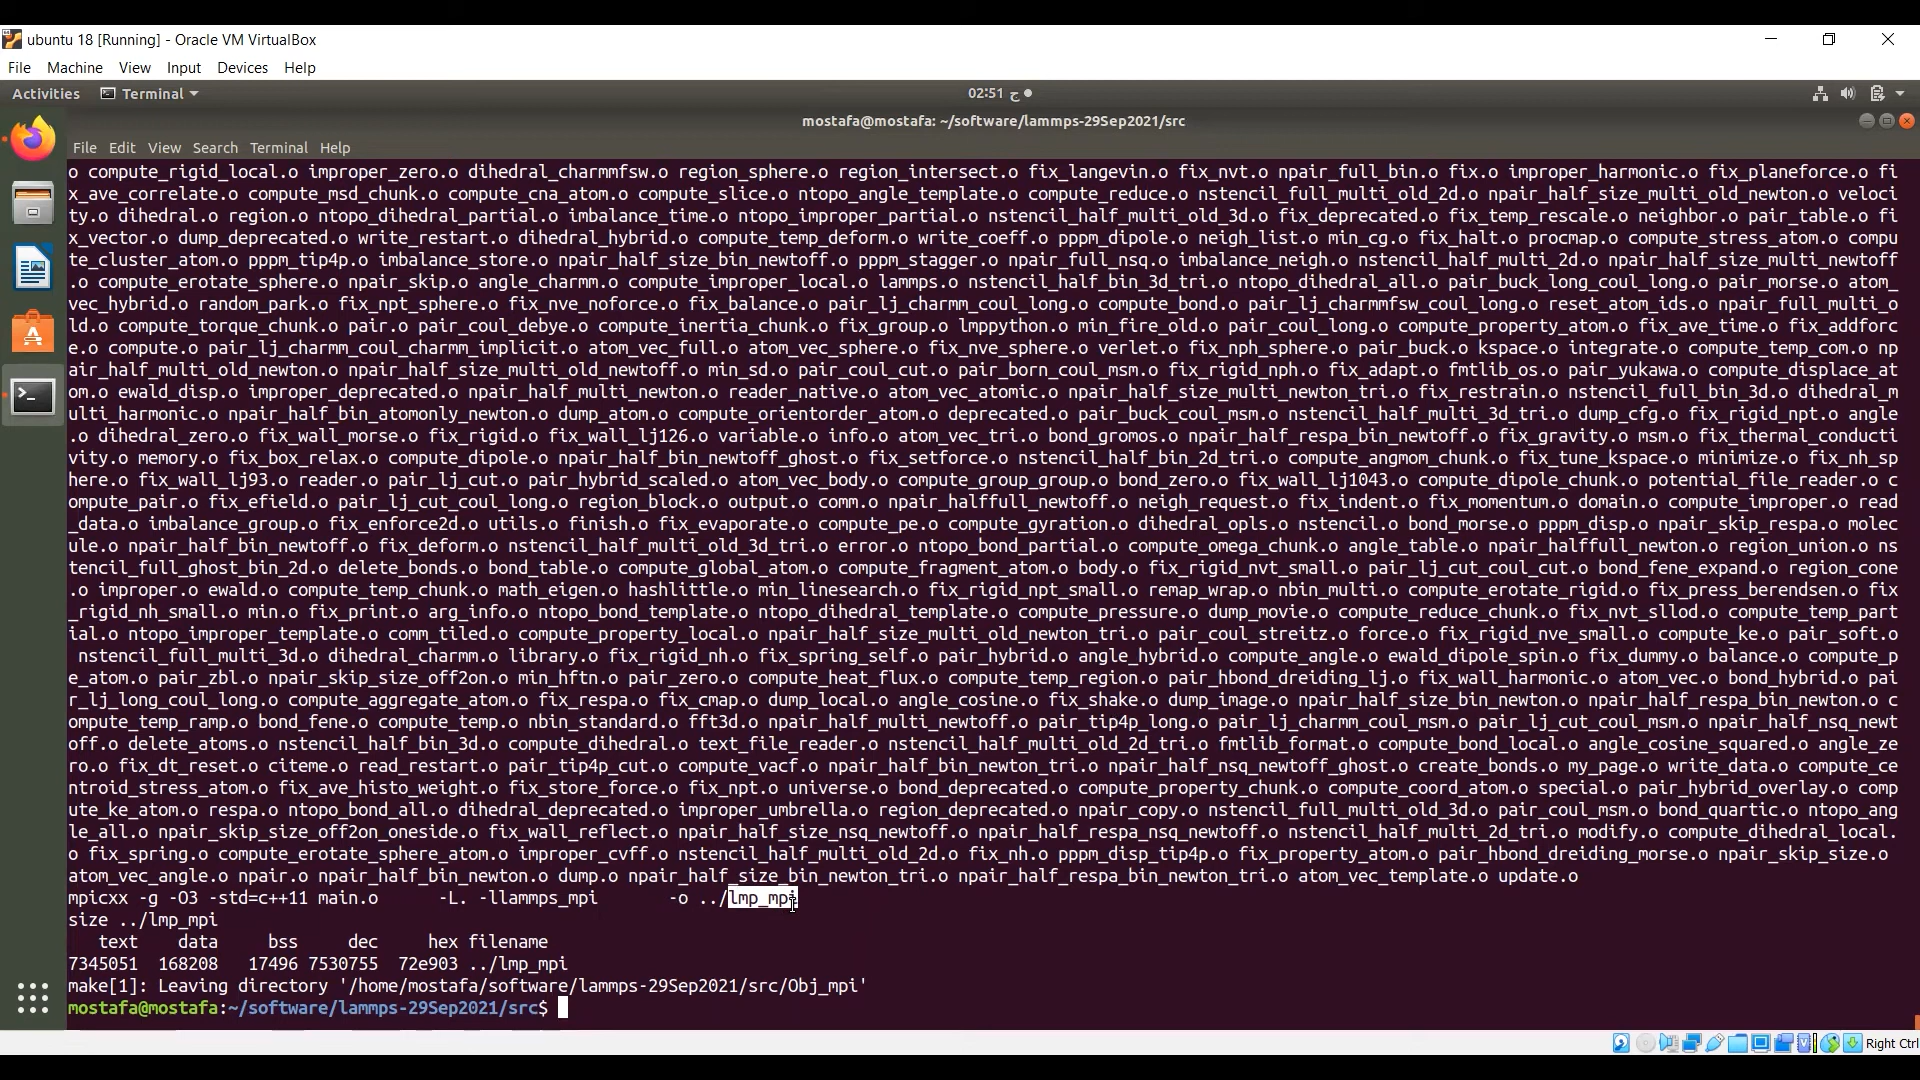 ubuntu 18 [Running] - Oracle VM VirtualBox
File Machine View Input Devices Help
Activities Terminal 02:51 ح
mostafa@mostafa: ~/software/lammps-29Sep2021/src
File Edit View Search Terminal Help
o compute_rigid_local.o improper_zero.o dihedral_charmmfsw.o region_sphere.o region_intersect.o fix_langevin.o fix_nvt.o npair_full_bin.o fix.o improper_harmonic.o fix_planeforce.o fi
x_ave_correlate.o compute_msd_chunk.o compute_cna_atom.o compute_slice.o ntopo_angle_template.o compute_reduce.o nstencil_full_multi_old_2d.o npair_half_size_multi_old_newton.o veloci
ty.o dihedral.o region.o ntopo_dihedral_partial.o imbalance_time.o ntopo_improper_partial.o nstencil_half_multi_old_3d.o fix_deprecated.o fix_temp_rescale.o neighbor.o pair_table.o fi
x_vector.o dump_deprecated.o write_restart.o dihedral_hybrid.o compute_temp_deform.o write_coeff.o pppm_dipole.o neigh_list.o min_cg.o fix_halt.o procmap.o compute_stress_atom.o compu
te_cluster_atom.o pppm_tip4p.o imbalance_store.o npair_half_size_bin_newtoff.o pppm_stagger.o npair_full_nsq.o imbalance_neigh.o nstencil_half_multi_2d.o npair_half_size_multi_newtoff
.o compute_erotate_sphere.o npair_skip.o angle_charmm.o compute_improper_local.o lammps.o nstencil_half_bin_3d_tri.o ntopo_dihedral_all.o pair_buck_long_coul_long.o pair_morse.o atom_
vec_hybrid.o random_park.o fix_npt_sphere.o fix_nve_noforce.o fix_balance.o pair_lj_charmm_coul_long.o compute_bond.o pair_lj_charmmfsw_coul_long.o reset_atom_ids.o npair_full_multi_o
ld.o compute_torque_chunk.o pair.o pair_coul_debye.o compute_inertia_chunk.o fix_group.o lmppython.o min_fire_old.o pair_coul_long.o compute_property_atom.o fix_ave_time.o fix_addforc
e.o compute.o pair_lj_charmm_coul_charmm_implicit.o atom_vec_full.o atom_vec_sphere.o fix_nve_sphere.o verlet.o fix_nph_sphere.o pair_buck.o kspace.o integrate.o compute_temp_com.o np
air_half_multi_old_newton.o npair_half_size_multi_old_newtoff.o min_sd.o pair_coul_cut.o pair_born_coul_msm.o fix_rigid_nph.o fix_adapt.o fmtlib_os.o pair_yukawa.o compute_displace_at
om.o ewald_disp.o improper_deprecated.o npair_half_multi_newton.o reader_native.o atom_vec_atomic.o npair_half_size_multi_newton_tri.o fix_restrain.o nstencil_full_bin_3d.o dihedral_m
ulti_harmonic.o npair_half_bin_atomonly_newton.o dump_atom.o compute_orientorder_atom.o deprecated.o pair_buck_coul_msm.o nstencil_half_multi_3d_tri.o dump_cfg.o fix_rigid_npt.o angle
.o dihedral_zero.o fix_wall_morse.o fix_rigid.o fix_wall_lj126.o variable.o info.o atom_vec_tri.o bond_gromos.o npair_half_respa_bin_newtoff.o fix_gravity.o msm.o fix_thermal_conducti
vity.o memory.o fix_box_relax.o compute_dipole.o npair_half_bin_newtoff_ghost.o fix_setforce.o nstencil_half_bin_2d_tri.o compute_angmom_chunk.o fix_tune_kspace.o minimize.o fix_nh_sp
here.o fix_wall_lj93.o reader.o pair_lj_cut.o pair_hybrid_scaled.o atom_vec_body.o compute_group_group.o bond_zero.o fix_wall_lj1043.o compute_dipole_chunk.o potential_file_reader.o c
ompute_pair.o fix_efield.o pair_lj_cut_coul_long.o region_block.o output.o comm.o npair_halffull_newtoff.o neigh_request.o fix_indent.o fix_momentum.o domain.o compute_improper.o read
_data.o imbalance_group.o fix_enforce2d.o utils.o finish.o fix_evaporate.o compute_pe.o compute_gyration.o dihedral_opls.o nstencil.o bond_morse.o pppm_disp.o npair_skip_respa.o molec
ule.o npair_half_bin_newtoff.o fix_deform.o nstencil_half_multi_old_3d_tri.o error.o ntopo_bond_partial.o compute_omega_chunk.o angle_table.o npair_halffull_newton.o region_union.o ns
tencil_full_ghost_bin_2d.o delete_bonds.o bond_table.o compute_global_atom.o compute_fragment_atom.o body.o fix_rigid_nvt_small.o pair_lj_cut_coul_cut.o bond_fene_expand.o region_cone
.o improper.o ewald.o compute_temp_chunk.o math_eigen.o hashlittle.o min_linesearch.o fix_rigid_npt_small.o remap_wrap.o nbin_multi.o compute_erotate_rigid.o fix_press_berendsen.o fix
_rigid_nh_small.o min.o fix_print.o arg_info.o ntopo_bond_template.o ntopo_dihedral_template.o compute_pressure.o dump_movie.o compute_reduce_chunk.o fix_nvt_sllod.o compute_temp_part
ial.o ntopo_improper_template.o comm_tiled.o compute_property_local.o npair_half_size_multi_old_newton_tri.o pair_coul_streitz.o force.o fix_rigid_nve_small.o compute_ke.o pair_soft.o
nstencil_full_multi_3d.o dihedral_charmm.o library.o fix_rigid_nh.o fix_spring_self.o pair_hybrid.o angle_hybrid.o compute_angle.o ewald_dipole_spin.o fix_dummy.o balance.o compute_p
e_atom.o pair_zbl.o npair_skip_size_off2on.o min_hftn.o pair_zero.o compute_heat_flux.o compute_temp_region.o pair_hbond_dreiding_lj.o fix_wall_harmonic.o atom_vec.o bond_hybrid.o pai
r_lj_long_coul_long.o compute_aggregate_atom.o fix_respa.o fix_cmap.o dump_local.o angle_cosine.o fix_shake.o dump_image.o npair_half_size_bin_newton.o npair_half_respa_bin_newton.o c
ompute_temp_ramp.o bond_fene.o compute_temp.o nbin_standard.o fft3d.o npair_half_multi_newtoff.o pair_tip4p_long.o pair_lj_charmm_coul_msm.o pair_lj_cut_coul_msm.o npair_half_nsq_newt
off.o delete_atoms.o nstencil_half_bin_3d.o compute_dihedral.o text_file_reader.o nstencil_half_multi_old_2d_tri.o fmtlib_format.o compute_bond_local.o angle_cosine_squared.o angle_ze
ro.o fix_dt_reset.o citeme.o read_restart.o pair_tip4p_cut.o compute_vacf.o npair_half_bin_newton_tri.o npair_half_nsq_newtoff_ghost.o create_bonds.o my_page.o write_data.o compute_ce
ntroid_stress_atom.o fix_ave_histo_weight.o fix_store_force.o fix_npt.o universe.o bond_deprecated.o compute_property_chunk.o compute_coord_atom.o special.o pair_hybrid_overlay.o comp
ute_ke_atom.o respa.o ntopo_bond_all.o dihedral_deprecated.o improper_umbrella.o region_deprecated.o npair_copy.o nstencil_full_multi_old_3d.o pair_coul_msm.o bond_quartic.o ntopo_ang
le_all.o npair_skip_size_off2on_oneside.o fix_wall_reflect.o npair_half_size_nsq_newtoff.o npair_half_respa_nsq_newtoff.o nstencil_half_multi_2d_tri.o modify.o compute_dihedral_local.
o fix_spring.o compute_erotate_sphere_atom.o improper_cvff.o nstencil_half_multi_old_2d.o fix_nh.o pppm_disp_tip4p.o fix_property_atom.o pair_hbond_dreiding_morse.o npair_skip_size.o
atom_vec_angle.o npair.o npair_half_bin_newton.o dump.o npair_half_size_bin_newton_tri.o npair_half_respa_bin_newton_tri.o atom_vec_template.o update.o
mpicxx -g -O3 -std=c++11 main.o      -L. -llammps_mpi       -o ../lmp_mpi
size ../lmp_mpi
   text    data     bss     dec     hex filename
7345051  168208   17496 7530755  72e903 ../lmp_mpi
make[1]: Leaving directory '/home/mostafa/software/lammps-29Sep2021/src/Obj_mpi'
mostafa@mostafa:~/software/lammps-29Sep2021/src$
Right Ctrl